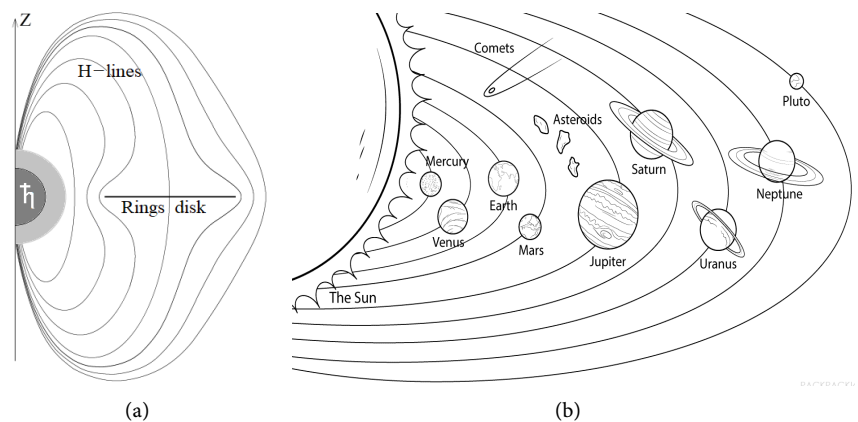 Z
H−lines
♄
Rings disk
(a)
Comets
Pluto
Asteroids
Mercury
Saturn
Neptune
Earth
Venus
Mars
Jupiter
Uranus
The Sun
(b)